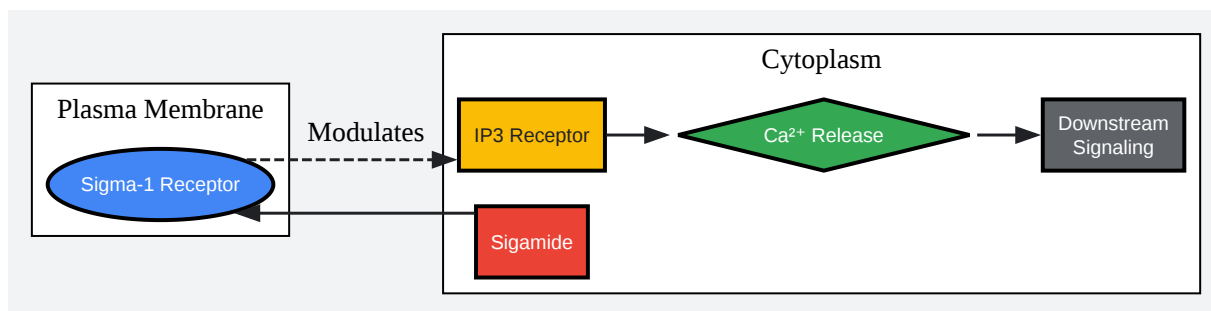 Cytoplasm
Plasma Membrane
Modulates
IP3 Receptor
Ca²⁺ Release
Downstream
Signaling
Sigma-1 Receptor
Sigamide